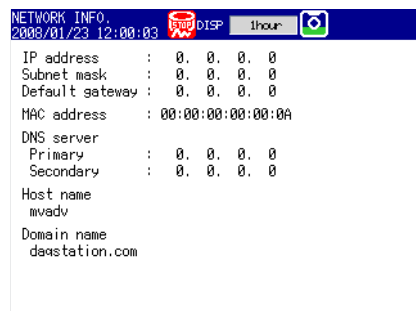 NETWORK INFO.
2008/01/23 12:00:03 STOP DISP 1hour
IP address : 0. 0. 0. 0
Subnet mask : 0. 0. 0. 0
Default gateway : 0. 0. 0. 0
MAC address : 00:00:00:00:00:0A
DNS server
Primary : 0. 0. 0. 0
Secondary : 0. 0. 0. 0
Host name
mvadv
Domain name
daqstation.com